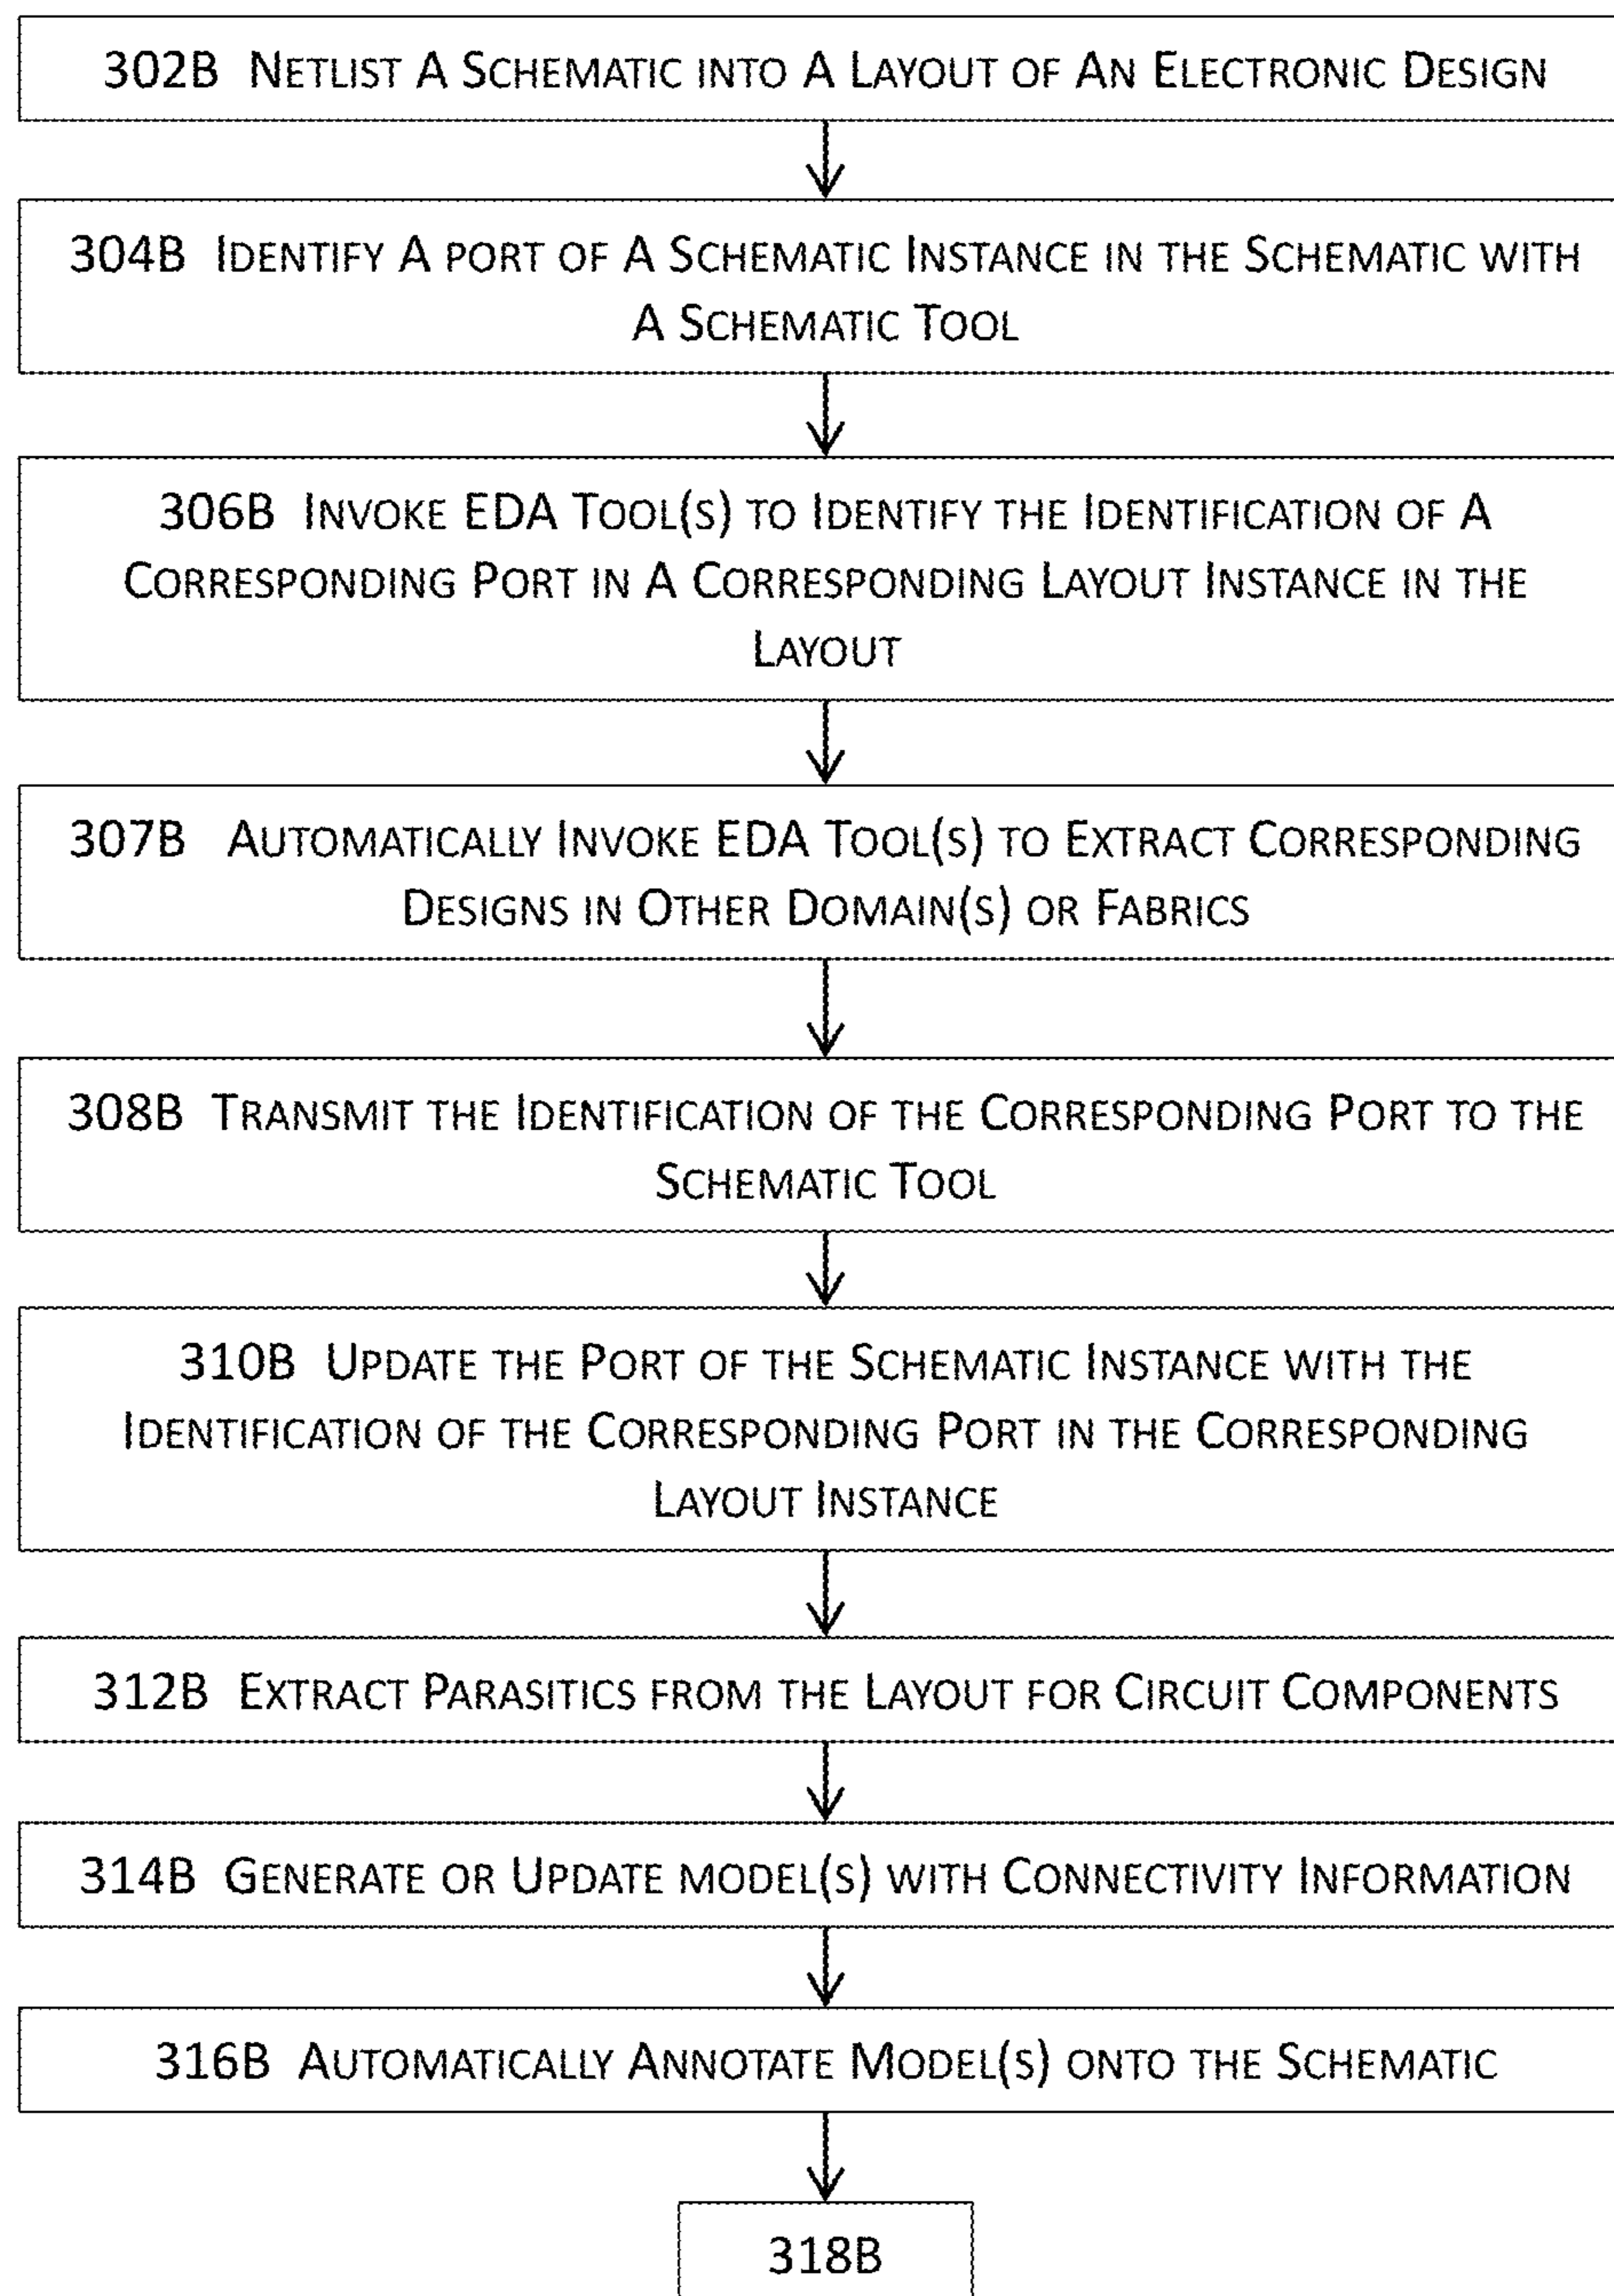 302B NETLIST A SCHEMATIC INTO A LAYOUT OF AN ELECTRONIC DESIGN
304B IDENTIFY A PORT OF A SCHEMATIC INSTANCE IN THE SCHEMATIC WITH
A SCHEMATIC TOOL
306B INVOKE EDA TOOL(S) TO IDENTIFY THE IDENTIFICATION OF A
CORRESPONDING PORT IN A CORRESPONDING LAYOUT INSTANCE IN THE
LAYOUT
307B AUTOMATICALLY INVOKE EDA TOOL(S) TO EXTRACT CORRESPONDING
DESIGNS IN OTHER DOMAIN(S) OR FABRICS
308B TRANSMIT THE IDENTIFICATION OF THE CORRESPONDING PORT TO THE
SCHEMATIC TOOL
310B UPDATE THE PORT OF THE SCHEMATIC INSTANCE WITH THE
IDENTIFICATION OF THE CORRESPONDING PORT IN THE CORRESPONDING
LAYOUT INSTANCE
312B EXTRACT PARASITICS FROM THE LAYOUT FOR CIRCUIT COMPONENTS
314B GENERATE OR UPDATE MODEL(S) WITH CONNECTIVITY INFORMATION
316B AUTOMATICALLY ANNOTATE MODEL(S) ONTO THE SCHEMATIC
318B